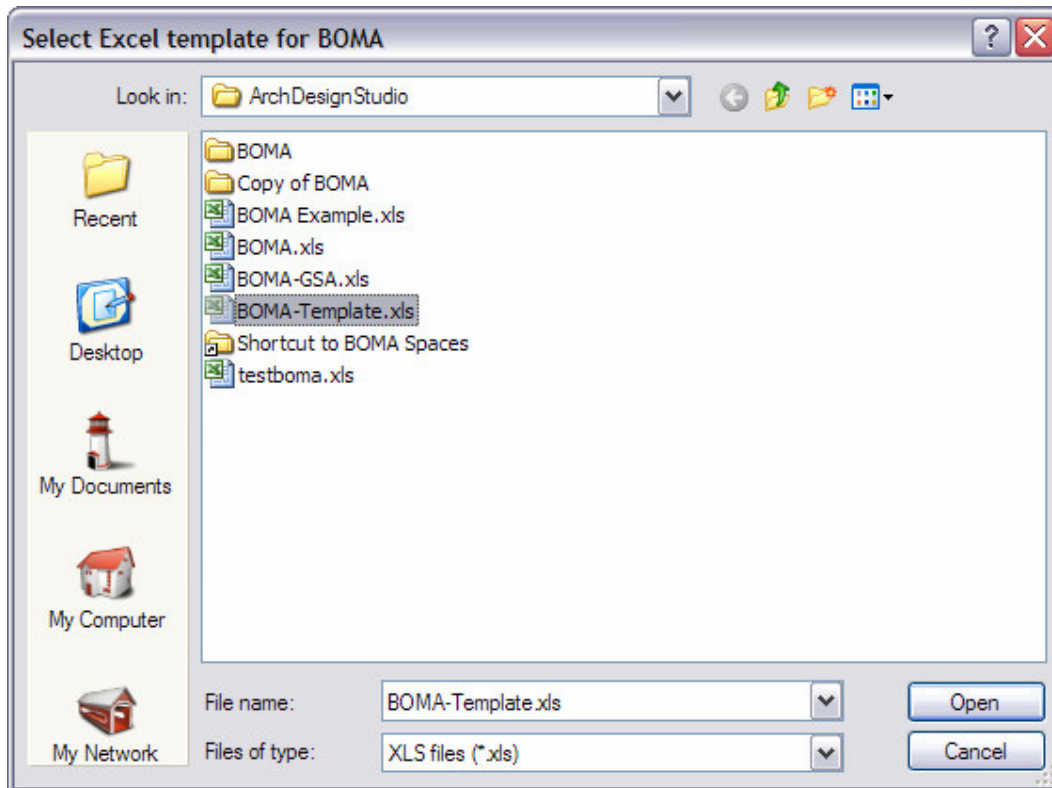 Select Excel template for BOMA
Look in:
ArchDesignStudio
BOMA
Copy of BOMA
BOMA Example.xls
BOMA.xls
BOMA-GSA.xls
BOMA-Template.xls
Shortcut to BOMA Spaces
testboma.xls
Recent
Desktop
My Documents
My Computer
My Network
File name:
BOMA-Template.xls
Open
Files of type:
XLS files (*.xls)
Cancel